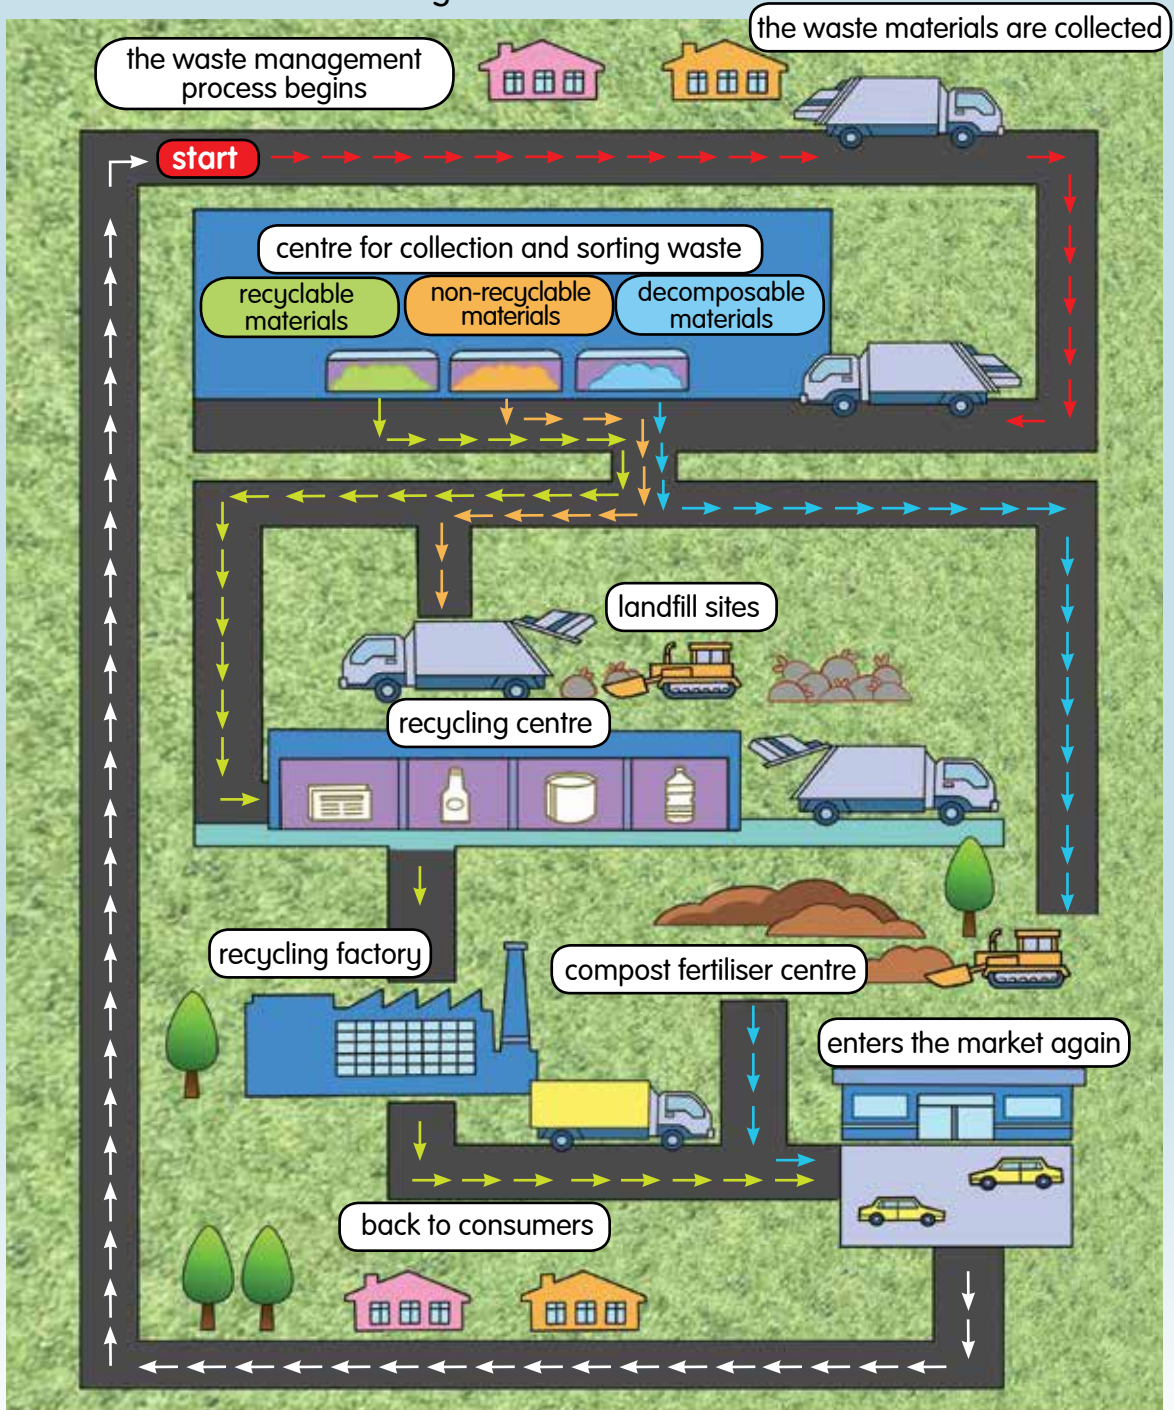 the waste materials are collected
the waste management
process begins
start
centre for collection and sorting waste
recyclable
materials
non-recyclable
materials
decomposable
materials
landfill sites
recycling centre
recycling factory
compost fertiliser centre
enters the market again
back to consumers